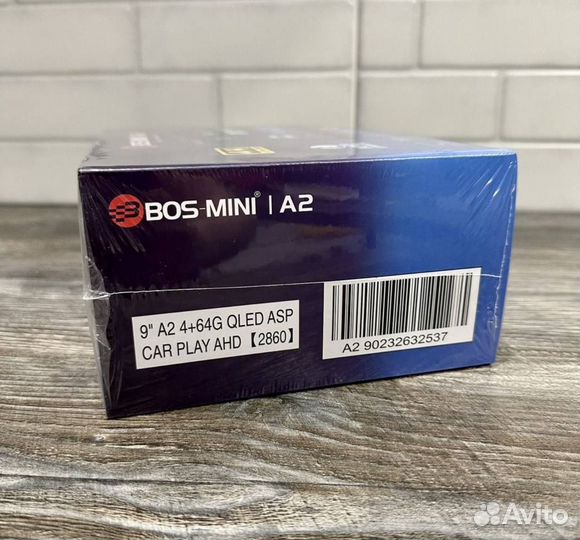 BOS-MINI® | A2
9" A2 4+64G QLED ASP
CAR PLAY AHD【2860】
A2 90232632537
Avito